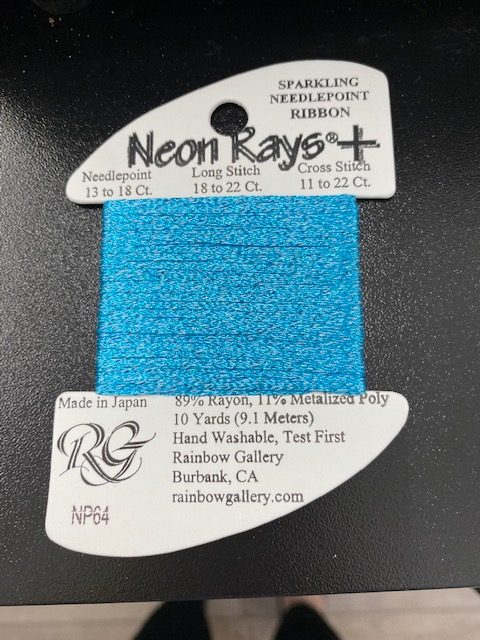 SPARKLING
NEEDLEPOINT
RIBBON
Neon Rays®+
Needlepoint
13 to 18 Ct.
Long Stitch
18 to 22 Ct.
Cross Stitch
11 to 22 Ct.
Made in Japan
89% Rayon, 11% Metalized Poly
10 Yards (9.1 Meters)
Hand Washable, Test First
Rainbow Gallery
Burbank, CA
rainbowgallery.com
RG
NP64